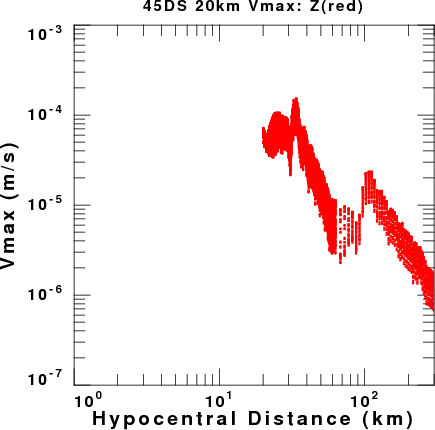 45DS 20km Vmax: Z(red)
10⁻³
10⁻⁴
10⁻⁵
10⁻⁶
10⁻⁷
Vmax (m/s)
10⁰ 10¹ 10²
Hypocentral Distance (km)